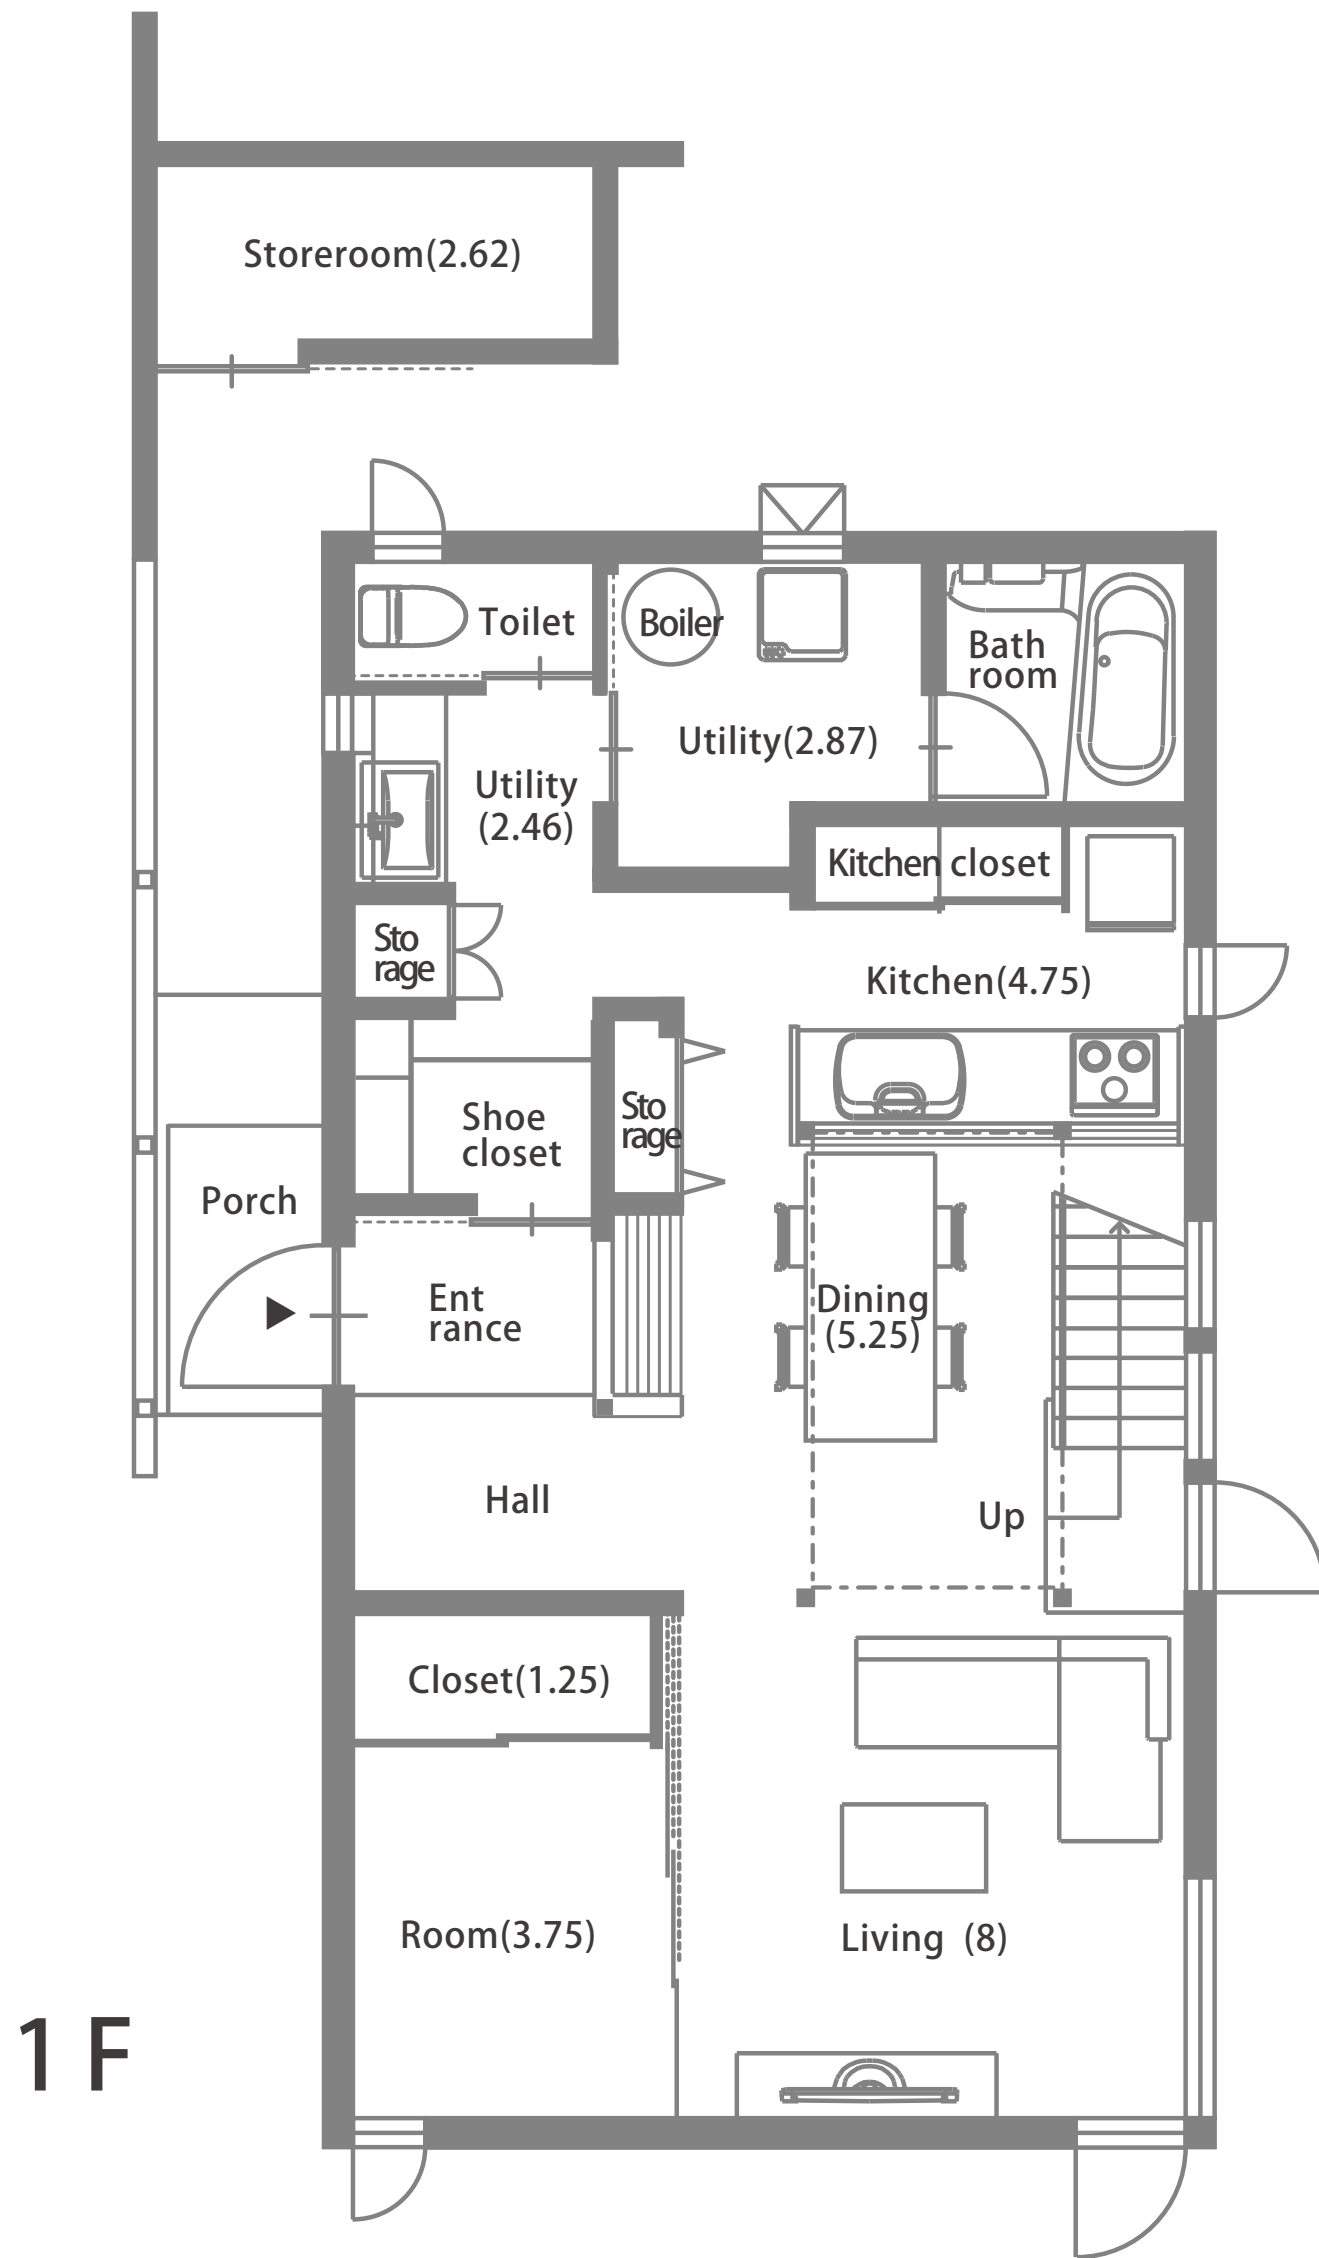 Storeroom(2.62)
Toilet
Boiler
Bath
room
Utility(2.87)
Utility
(2.46)
Kitchen closet
Sto
rage
Kitchen(4.75)
Shoe
closet
Sto
rage
Porch
Ent
rance
Dining
(5.25)
Hall
Up
Closet(1.25)
Room(3.75)
Living (8)
1F